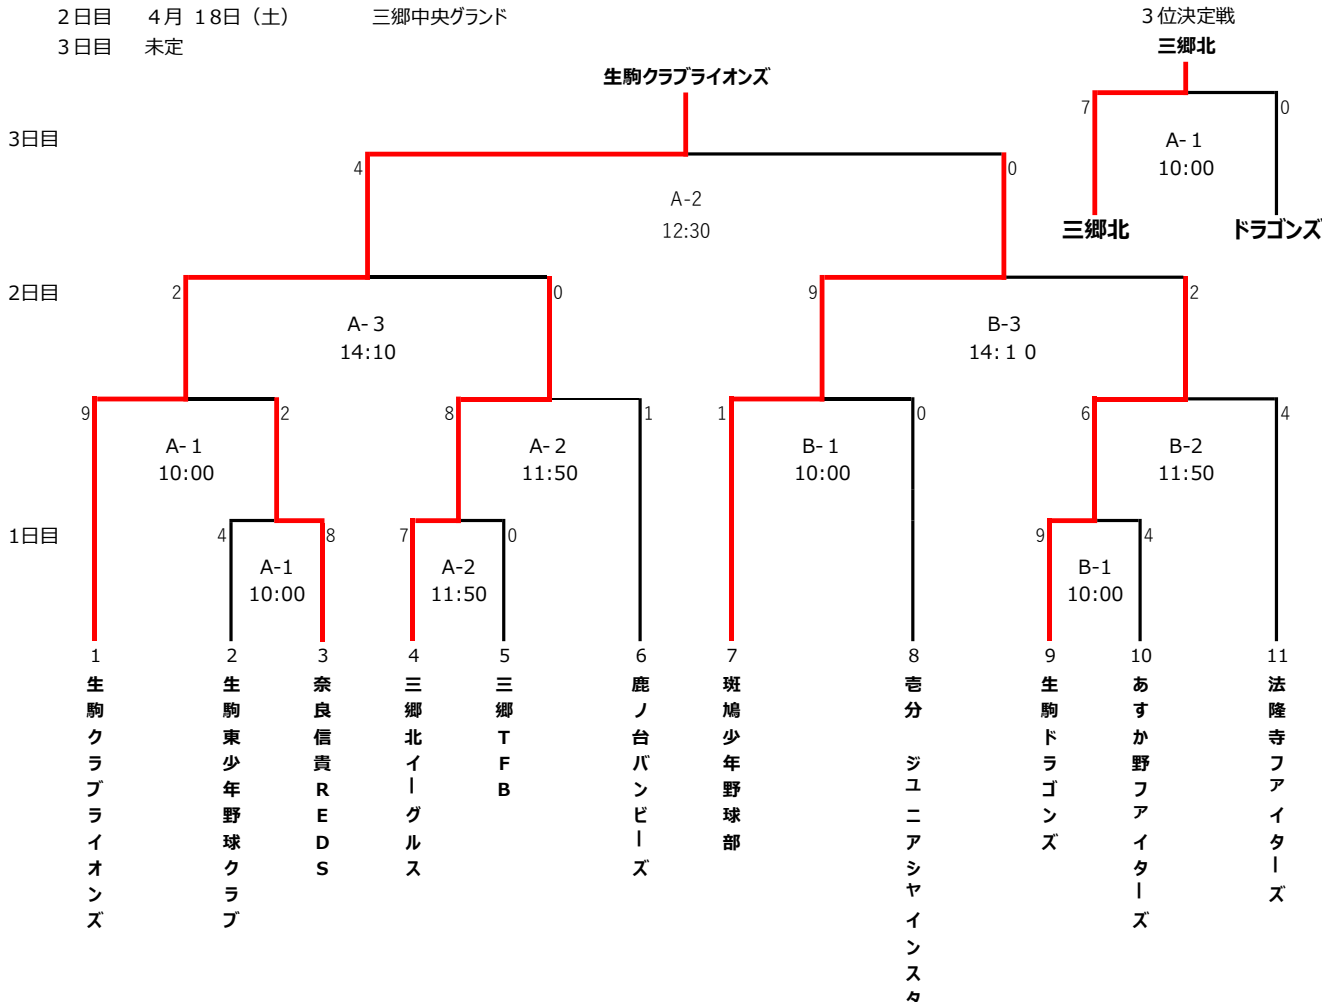 2日目 4月 18日（土） 三郷中央グランド
3日目 未定
3位決定戦
三郷北
生駒クラブライオンズ
7 0
3日目
A-1
10:00
4 0
A-2
12:30
三郷北 ドラゴンズ
2日目
2 0 9 2
A-3
14:10
B-3
14:10
9 2 8 1 1 0 6 4
A-1
10:00
A-2
11:50
B-1
10:00
B-2
11:50
1日目
4 8 7 0 9 4
A-1
10:00
A-2
11:50
B-1
10:00
1 2 3 4 5 6 7 8 9 10 11
生駒クラブライオンズ
生駒東少年野球クラブ
奈良信貴REDS
三郷北イーグルス
三郷TFB
鹿ノ台バンビーズ
斑鳩少年野球部
壱分 ジユニアシヤインスタ
生駒ドラゴンズ
あすか野フアイターズ
法隆寺フアイターズ